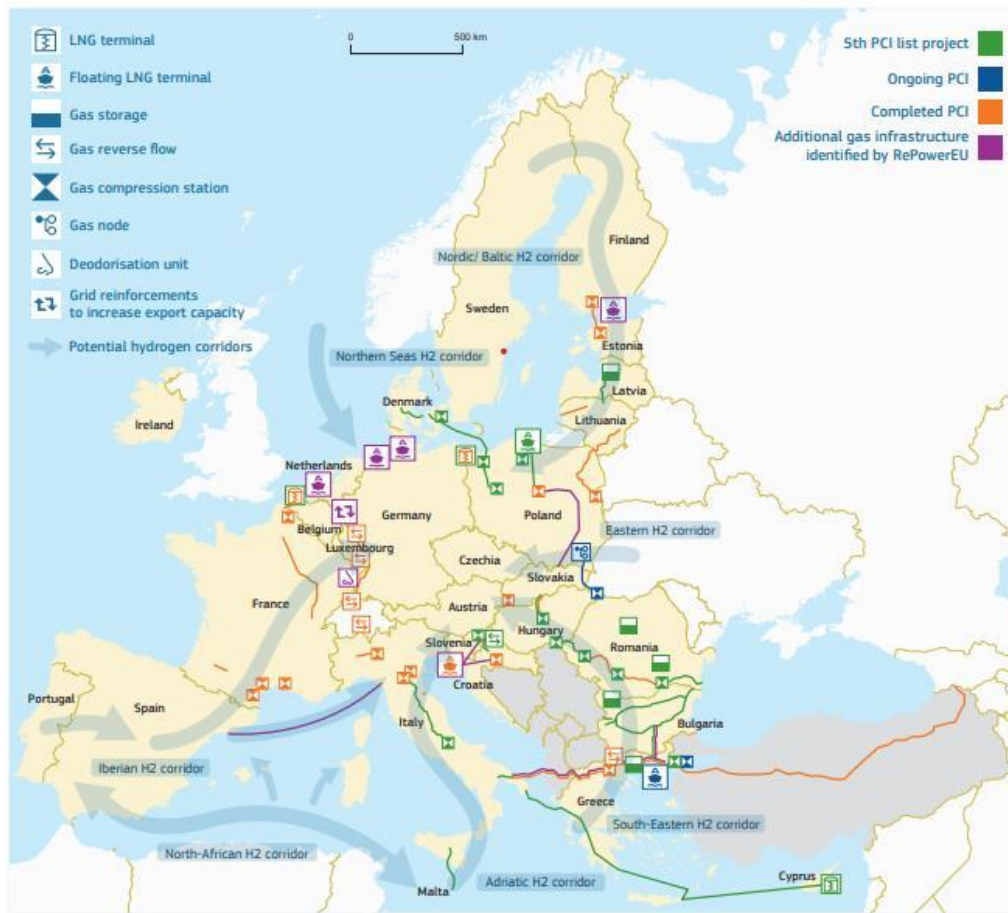 LNG terminal
Floating LNG terminal
Gas storage
Gas reverse flow
Gas compression station
Gas node
Deodorisation unit
Grid reinforcements
to increase export capacity
Potential hydrogen corridors
0
500 km
5th PCI list project
Ongoing PCI
Completed PCI
Additional gas infrastructure
identified by RePowerEU
Finland
Nordic/ Baltic H2 corridor
Sweden
Estonia
Northern Seas H2 corridor
Latvia
Denmark
Lithuania
Ireland
Netherlands
Germany
Poland
Belgium
Eastern H2 corridor
Luxembourg
Czechia
Slovakia
France
Austria
Hungary
Slovenia
Romania
Croatia
Portugal
Spain
Italy
Bulgaria
Iberian H2 corridor
Greece
South-Eastern H2 corridor
North-African H2 corridor
Malta
Adriatic H2 corridor
Cyprus